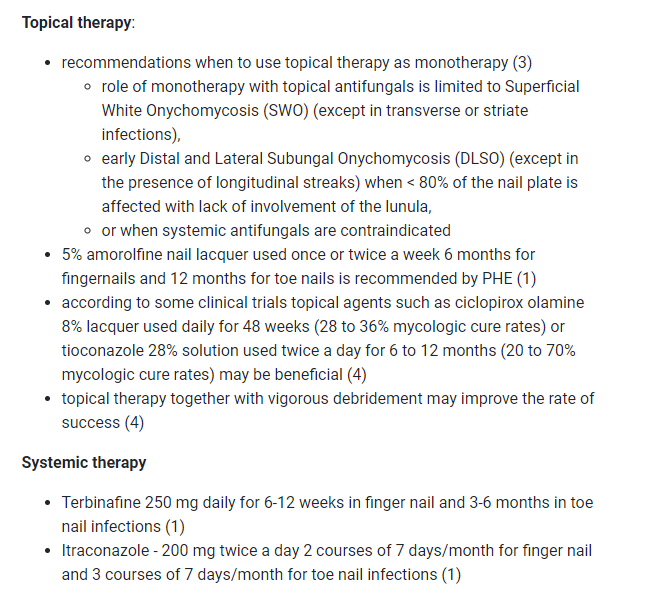 Topical therapy:
recommendations when to use topical therapy as monotherapy (3)
role of monotherapy with topical antifungals is limited to Superficial
White Onychomycosis (SWO) (except in transverse or striate
infections),
early Distal and Lateral Subungal Onychomycosis (DLSO) (except in
the presence of longitudinal streaks) when < 80% of the nail plate is
affected with lack of involvement of the lunula,
or when systemic antifungals are contraindicated
5% amorolfine nail lacquer used once or twice a week 6 months for
fingernails and 12 months for toe nails is recommended by PHE (1)
according to some clinical trials topical agents such as ciclopirox olamine
8% lacquer used daily for 48 weeks (28 to 36% mycologic cure rates) or
tioconazole 28% solution used twice a day for 6 to 12 months (20 to 70%
mycologic cure rates) may be beneficial (4)
topical therapy together with vigorous debridement may improve the rate of
success (4)
Systemic therapy
Terbinafine 250 mg daily for 6-12 weeks in finger nail and 3-6 months in toe
nail infections (1)
Itraconazole - 200 mg twice a day 2 courses of 7 days/month for finger nail
and 3 courses of 7 days/month for toe nail infections (1)